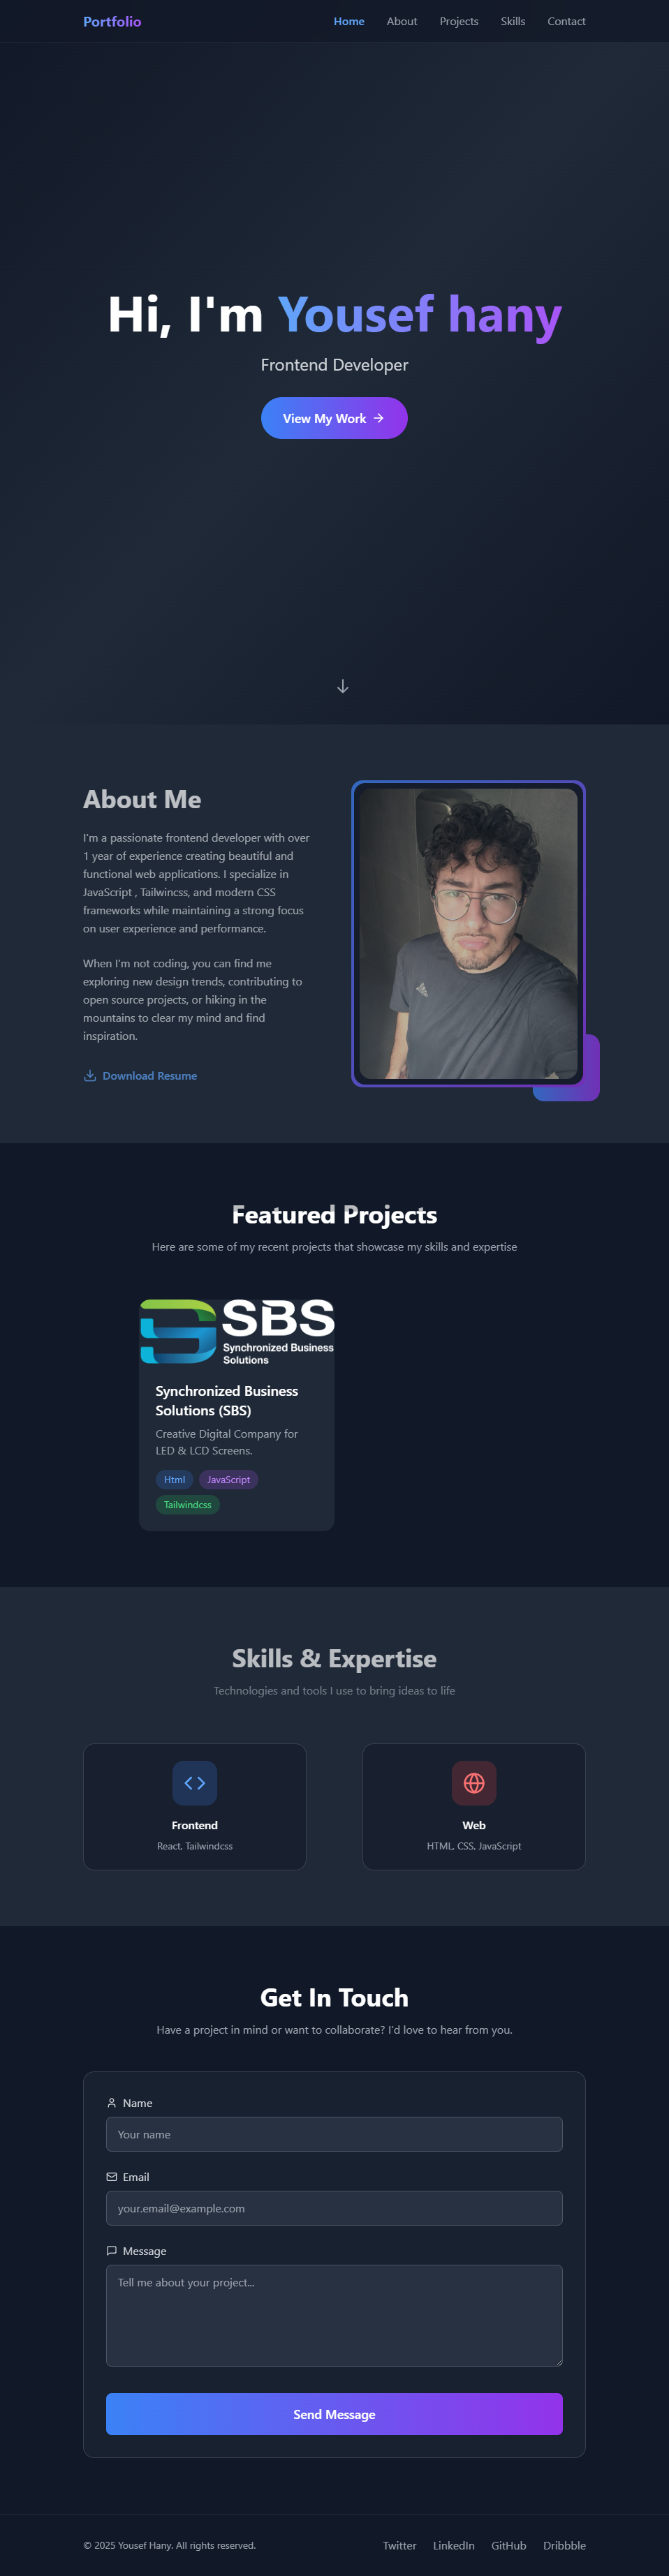 Portfolio
Home About Projects Skills Contact
Hi, I'm Yousef hany
Frontend Developer
View My Work
About Me
I'm a passionate frontend developer with over
1 year of experience creating beautiful and
functional web applications. I specialize in
JavaScript , Tailwincss, and modern CSS
frameworks while maintaining a strong focus
on user experience and performance.
When I'm not coding, you can find me
exploring new design trends, contributing to
open source projects, or hiking in the
mountains to clear my mind and find
inspiration.
Download Resume
Featured Projects
Here are some of my recent projects that showcase my skills and expertise
SBS
Synchronized Business
Solutions
Synchronized Business
Solutions (SBS)
Creative Digital Company for
LED & LCD Screens.
Html JavaScript
Tailwindcss
Skills & Expertise
Technologies and tools I use to bring ideas to life
Frontend
React, Tailwindcss
Web
HTML, CSS, JavaScript
Get In Touch
Have a project in mind or want to collaborate? I'd love to hear from you.
Name
Your name
Email
your.email@example.com
Message
Tell me about your project...
Send Message
© 2025 Yousef Hany. All rights reserved.
Twitter LinkedIn GitHub Dribbble